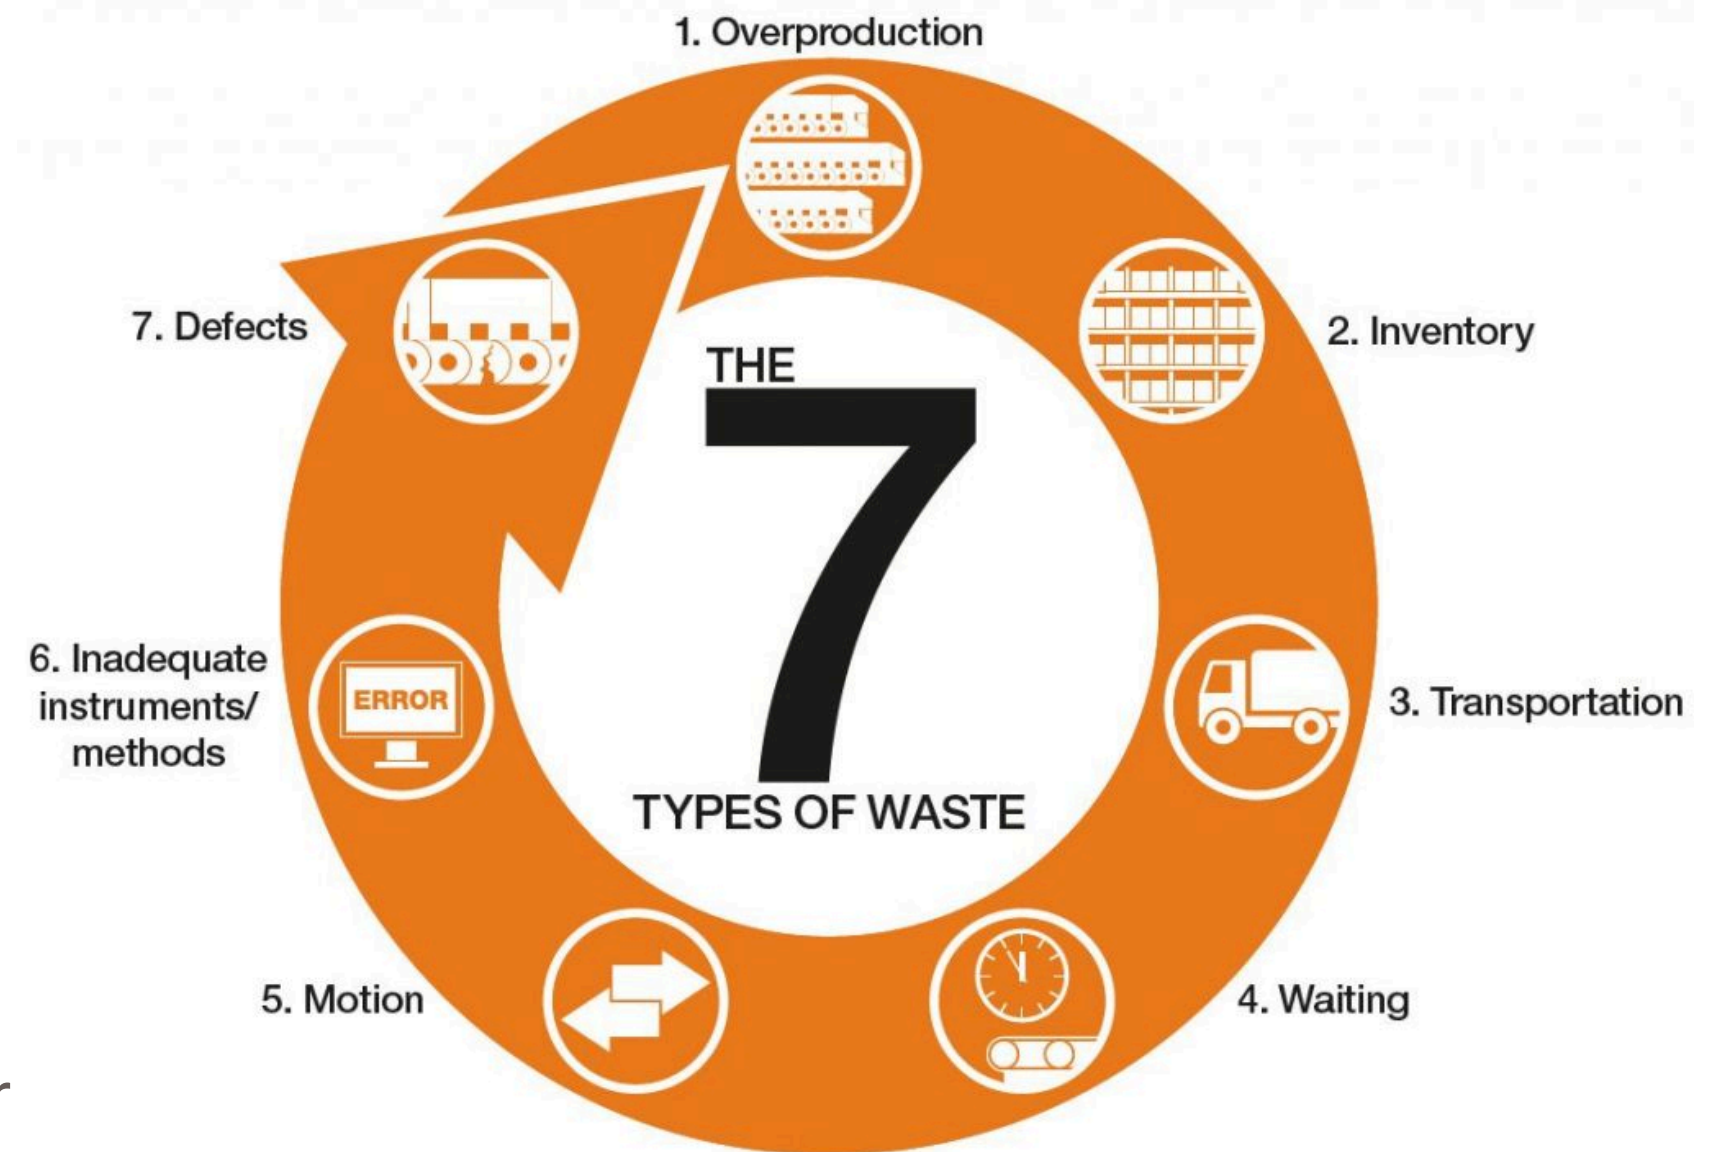 1. Overproduction
2. Inventory
3. Transportation
4. Waiting
5. Motion
6. Inadequate
instruments/
methods
ERROR
7. Defects
THE
7
TYPES OF WASTE
r